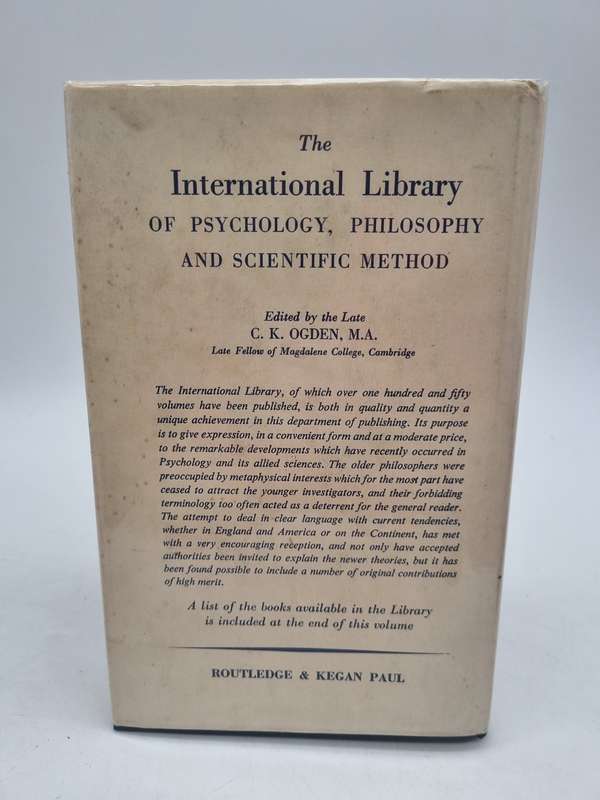 The
International Library
OF PSYCHOLOGY, PHILOSOPHY
AND SCIENTIFIC METHOD
Edited by the Late
C. K. OGDEN, M.A.
Late Fellow of Magdalene College, Cambridge
The International Library, of which over one hundred and fifty
volumes have been published, is both in quality and quantity a
unique achievement in this department of publishing. Its purpose
is to give expression, in a convenient form and at a moderate price,
to the remarkable developments which have recently occurred in
Psychology and its allied sciences. The older philosophers were
preoccupied by metaphysical interests which for the most part have
ceased to attract the younger investigators, and their forbidding
terminology too often acted as a deterrent for the general reader.
The attempt to deal in clear language with current tendencies,
whether in England and America or on the Continent, has met
with a very encouraging reception, and not only have accepted
authorities been invited to explain the newer theories, but it has
been found possible to include a number of original contributions
of high merit.
A list of the books available in the Library
is included at the end of this volume
ROUTLEDGE & KEGAN PAUL